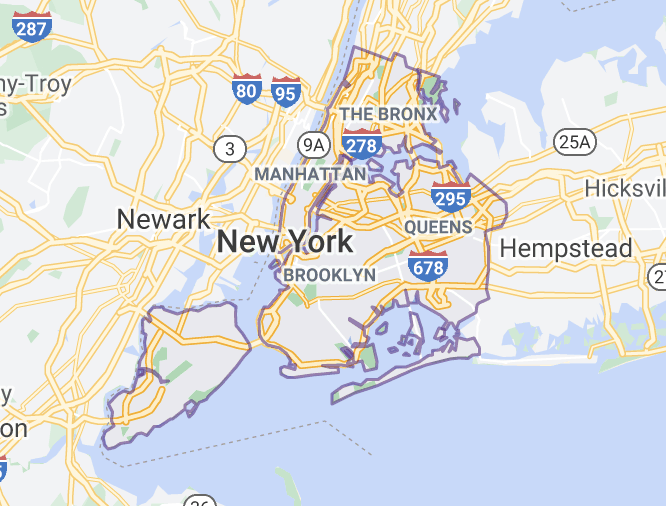 287
ny-Troy
s
80
95
THE BRONX
3
9A
278
25A
MANHATTAN
295
Hicksvil
Newark
QUEENS
New York
Hempstead
678
BROOKLYN
27
y
on
5
36